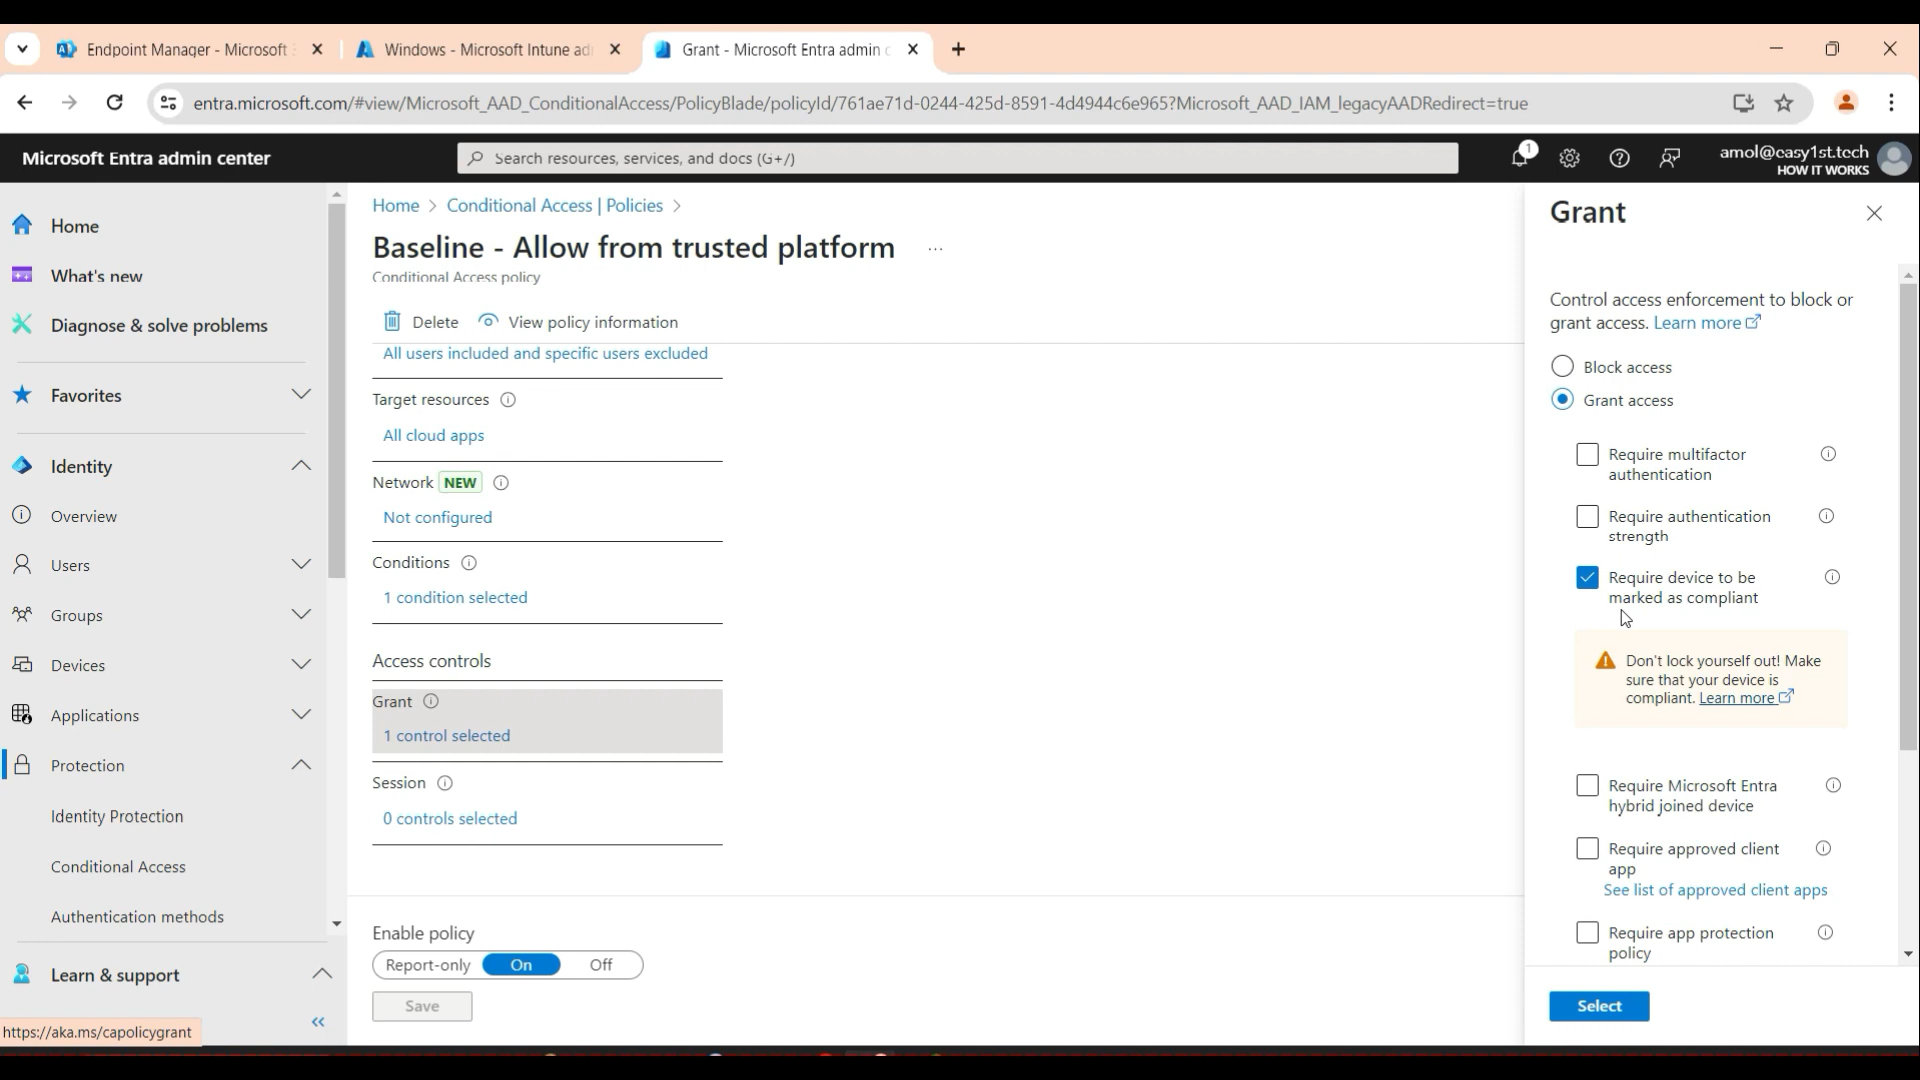 Endpoint Manager - Microsoft
Windows - Microsoft Intune ad
Grant - Microsoft Entra admin c
entra.microsoft.com/#view/Microsoft_AAD_ConditionalAccess/PolicyBlade/policyId/761ae71d-0244-425d-8591-4d4944c6e965?Microsoft_AAD_IAM_legacyAADRedirect=true
Microsoft Entra admin center
Search resources, services, and docs (G+/)
1
amol@easy1st.tech
HOW IT WORKS
Home
What's new
Diagnose & solve problems
Favorites
Identity
Overview
Users
Groups
Devices
Applications
Protection
Identity Protection
Conditional Access
Authentication methods
Learn & support
https://aka.ms/capolicygrant
Home > Conditional Access | Policies >
Baseline - Allow from trusted platform ...
Conditional Access policy
Delete
View policy information
All users included and specific users excluded
Target resources
All cloud apps
Network NEW
Not configured
Conditions
1 condition selected
Access controls
Grant
1 control selected
Session
0 controls selected
Enable policy
Report-only On Off
Save
Grant
Control access enforcement to block or
grant access. Learn more
Block access
Grant access
Require multifactor
authentication
Require authentication
strength
Require device to be
marked as compliant
Don't lock yourself out! Make
sure that your device is
compliant. Learn more
Require Microsoft Entra
hybrid joined device
Require approved client
app
See list of approved client apps
Require app protection
policy
Select